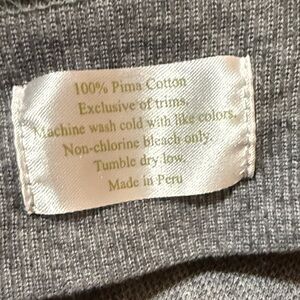 100% Pima Cotton
Exclusive of trims.
Machine wash cold with like colors.
Non-chlorine bleach only.
Tumble dry low.
Made in Peru